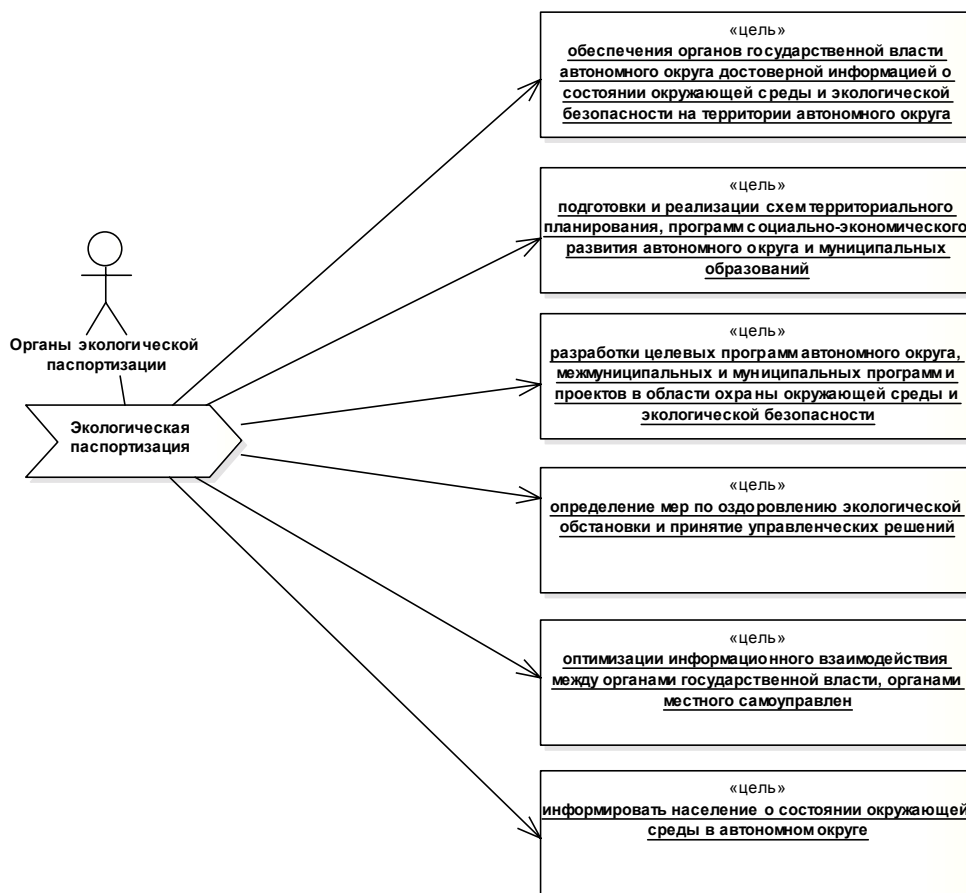 «цель»
обеспечения органов государственной власти
автономного округа достоверной информацией о
состоянии окружающей среды и экологической
безопасности на территории автономного округа
«цель»
подготовки и реализации схем территориального
планирования, программ социально-экономического
развития автономного округа и муниципальных
образований
Органы экологической
паспортизации
Экологическая
паспортизация
«цель»
разработки целевых программ автономного округа,
межмуниципальных и муниципальных программ и
проектов в области охраны окружающей среды и
экологической безопасности
«цель»
определение мер по оздоровлению экологической
обстановки и принятие управленческих решений
«цель»
оптимизации информационного взаимодействия
между органами государственной власти, органами
местного самоуправлен
«цель»
информировать население о состоянии окружающей
среды в автономном округе